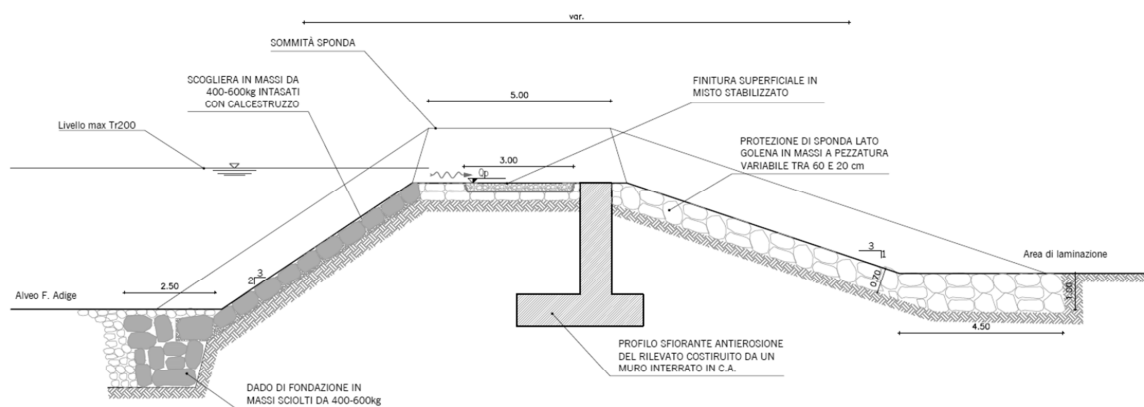 var.
SOMMITÀ SPONDA
SCOGLIERA IN MASSI DA
400-600kg INTASATI
CON CALCESTRUZZO
FINITURA SUPERFICIALE IN
MISTO STABILIZZATO
5.00
Livello max Tr200
PROTEZIONE DI SPONDA LATO
GOLENA IN MASSI A PEZZATURA
VARIABILE TRA 60 E 20 cm
3.00
Qp
3
1
Area di laminazione
3
2
0.70
2.50
1.00
Alveo F. Adige
4.50
PROFILO SFIORANTE ANTIEROSIONE
DEL RILEVATO COSTIRUITO DA UN
MURO INTERRATO IN C.A.
DADO DI FONDAZIONE IN
MASSI SCIOLTI DA 400-600kg